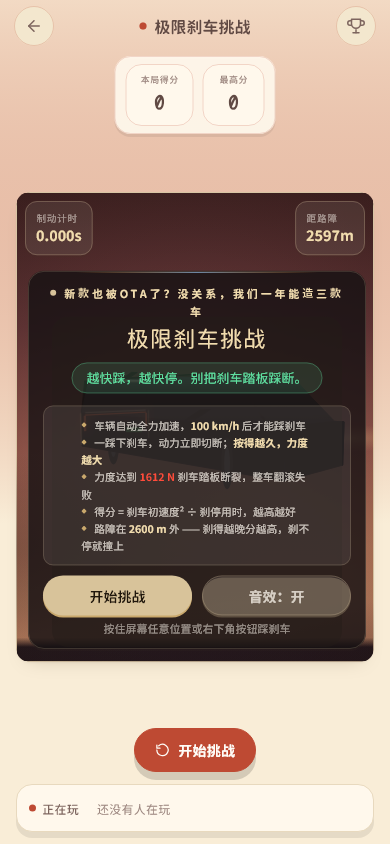 极限刹车挑战
本局得分
0
最高分
0
制动计时
0.000s
距路障
2597m
新款也被OTA了？没关系，我们一年能造三款
车
极限刹车挑战
越快踩，越快停。别把刹车踏板踩断。
车辆自动全力加速，100 km/h 后才能踩刹车
一踩下刹车，动力立即切断；按得越久，力度
越大
力度达到 1612 N 刹车踏板断裂，整车翻滚失
败
得分 = 刹车初速度² ÷ 刹停用时，越高越好
路障在 2600 m 外 —— 刹得越晚分越高，刹不
停就撞上
开始挑战
音效：开
按住屏幕任意位置或右下角按钮踩刹车
开始挑战
正在玩
还没有人在玩